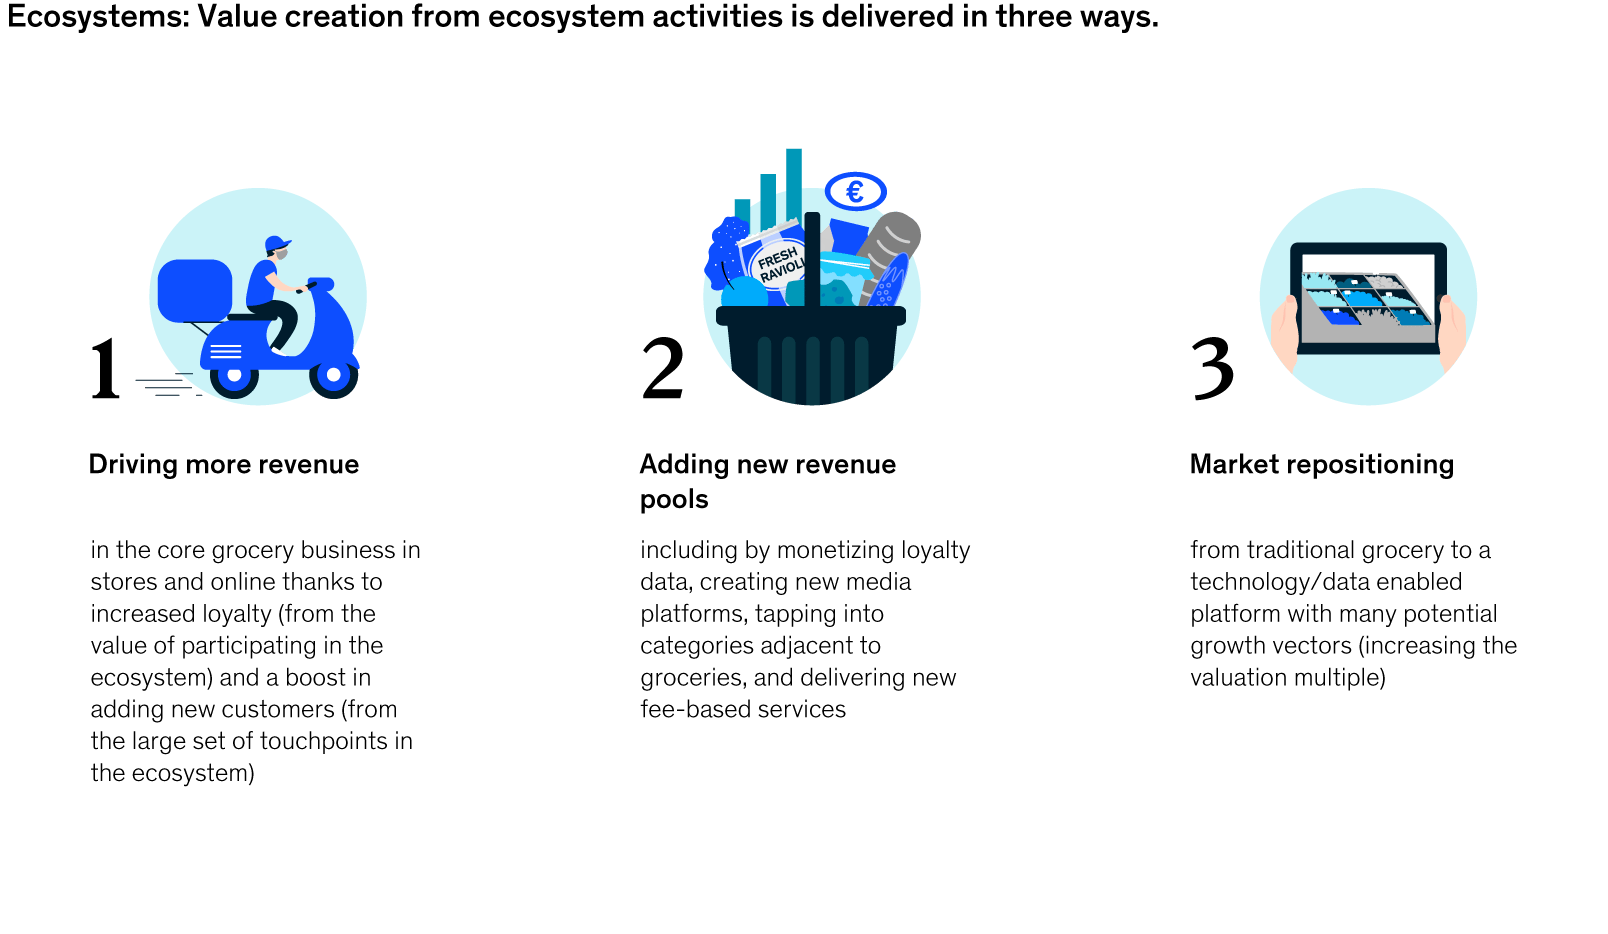 Ecosystems: Value creation from ecosystem activities is delivered in three ways.
1
Driving more revenue
in the core grocery business in
stores and online thanks to
increased loyalty (from the
value of participating in the
ecosystem) and a boost in
adding new customers (from
the large set of touchpoints in
the ecosystem)
€
FRESH
RAVIOLI
2
Adding new revenue
pools
including by monetizing loyalty
data, creating new media
platforms, tapping into
categories adjacent to
groceries, and delivering new
fee-based services
3
Market repositioning
from traditional grocery to a
technology/data enabled
platform with many potential
growth vectors (increasing the
valuation multiple)